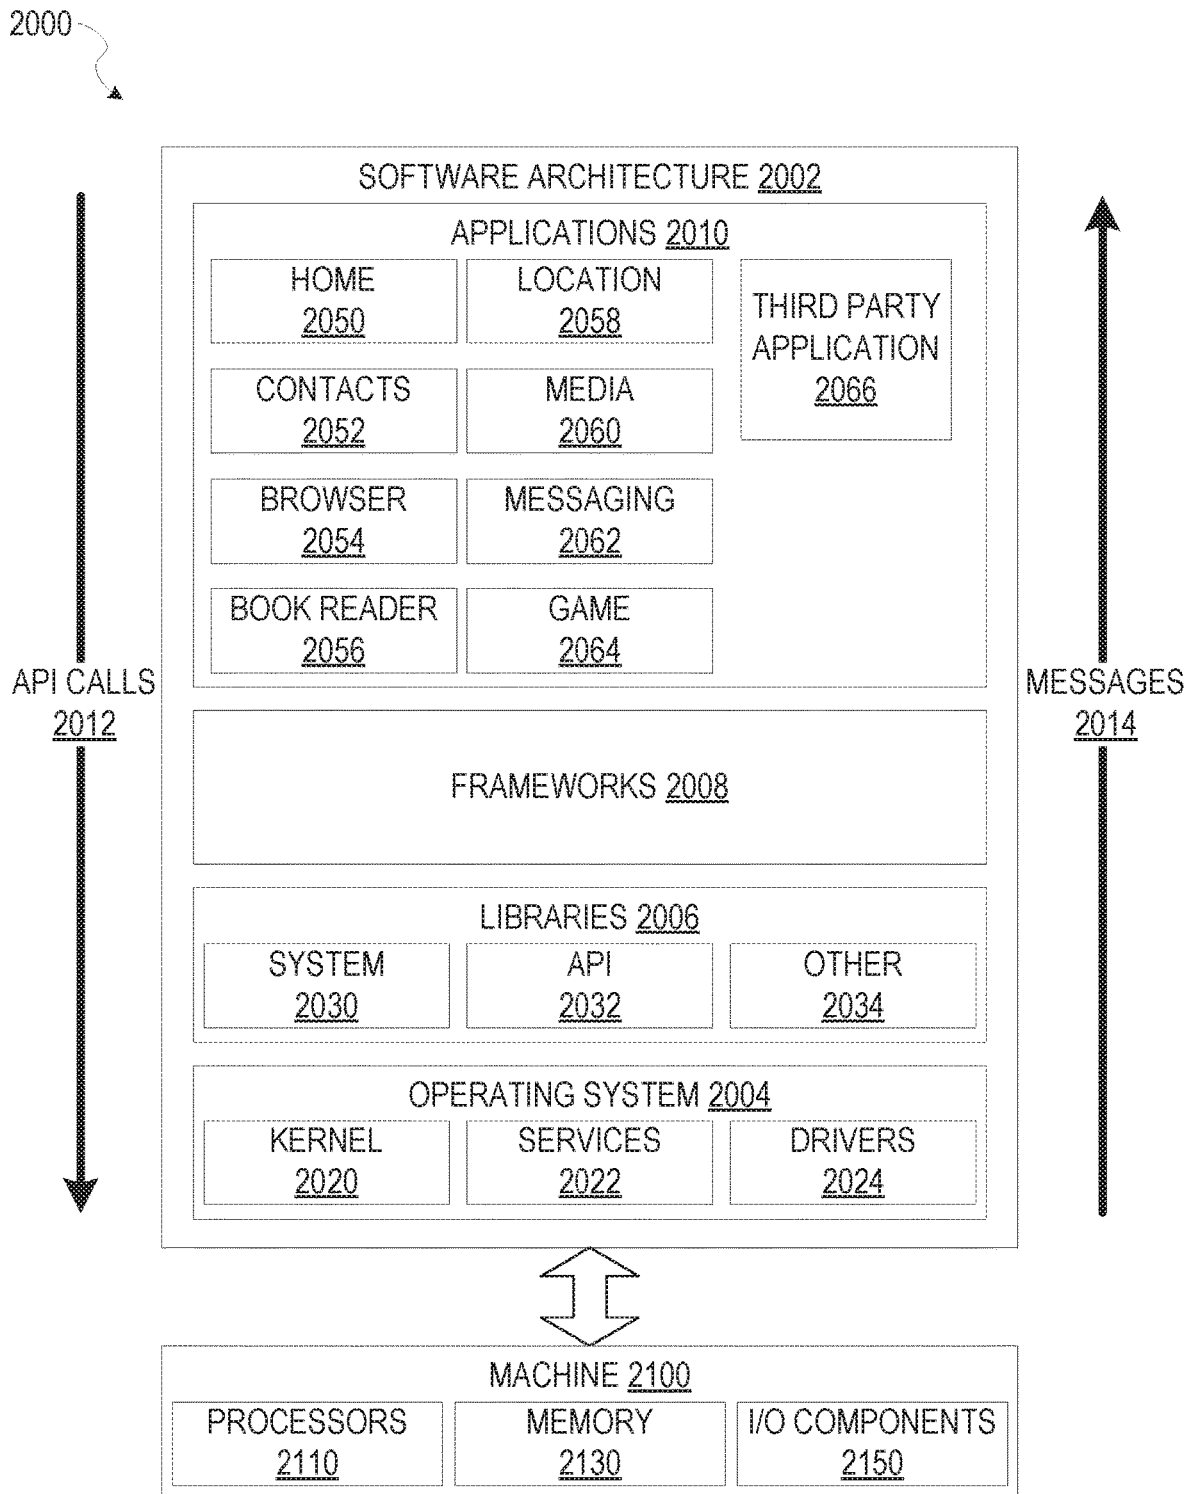 2000
SOFTWARE ARCHITECTURE 2002
APPLICATIONS 2010
HOME
2050
LOCATION
2058
THIRD PARTY
APPLICATION
2066
CONTACTS
2052
MEDIA
2060
BROWSER
2054
MESSAGING
2062
BOOK READER
2056
GAME
2064
API CALLS
2012
MESSAGES
2014
FRAMEWORKS 2008
LIBRARIES 2006
SYSTEM
2030
API
2032
OTHER
2034
OPERATING SYSTEM 2004
KERNEL
2020
SERVICES
2022
DRIVERS
2024
MACHINE 2100
PROCESSORS
2110
MEMORY
2130
I/O COMPONENTS
2150